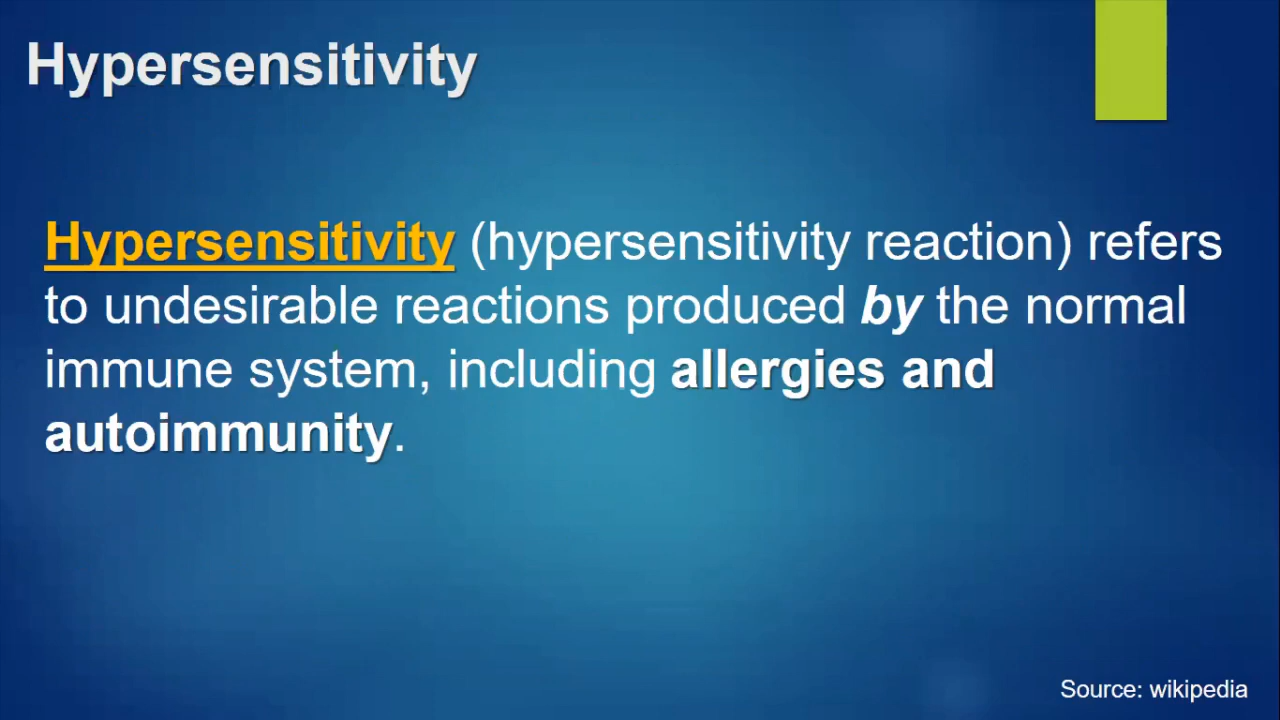 Hypersensitivity
Hypersensitivity (hypersensitivity reaction) refers
to undesirable reactions produced by the normal
immune system, including allergies and
autoimmunity.
Source: wikipedia